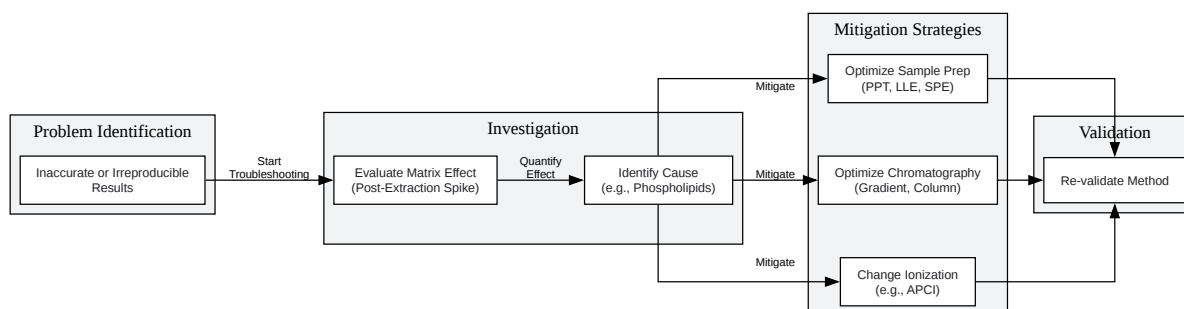 Problem Identification
Inaccurate or Irreproducible
Results
Start
Troubleshooting
Investigation
Evaluate Matrix Effect
(Post-Extraction Spike)
Quantify
Effect
Identify Cause
(e.g., Phospholipids)
Mitigate
Mitigate
Mitigate
Mitigation Strategies
Optimize Sample Prep
(PPT, LLE, SPE)
Optimize Chromatography
(Gradient, Column)
Change Ionization
(e.g., APCI)
Validation
Re-validate Method